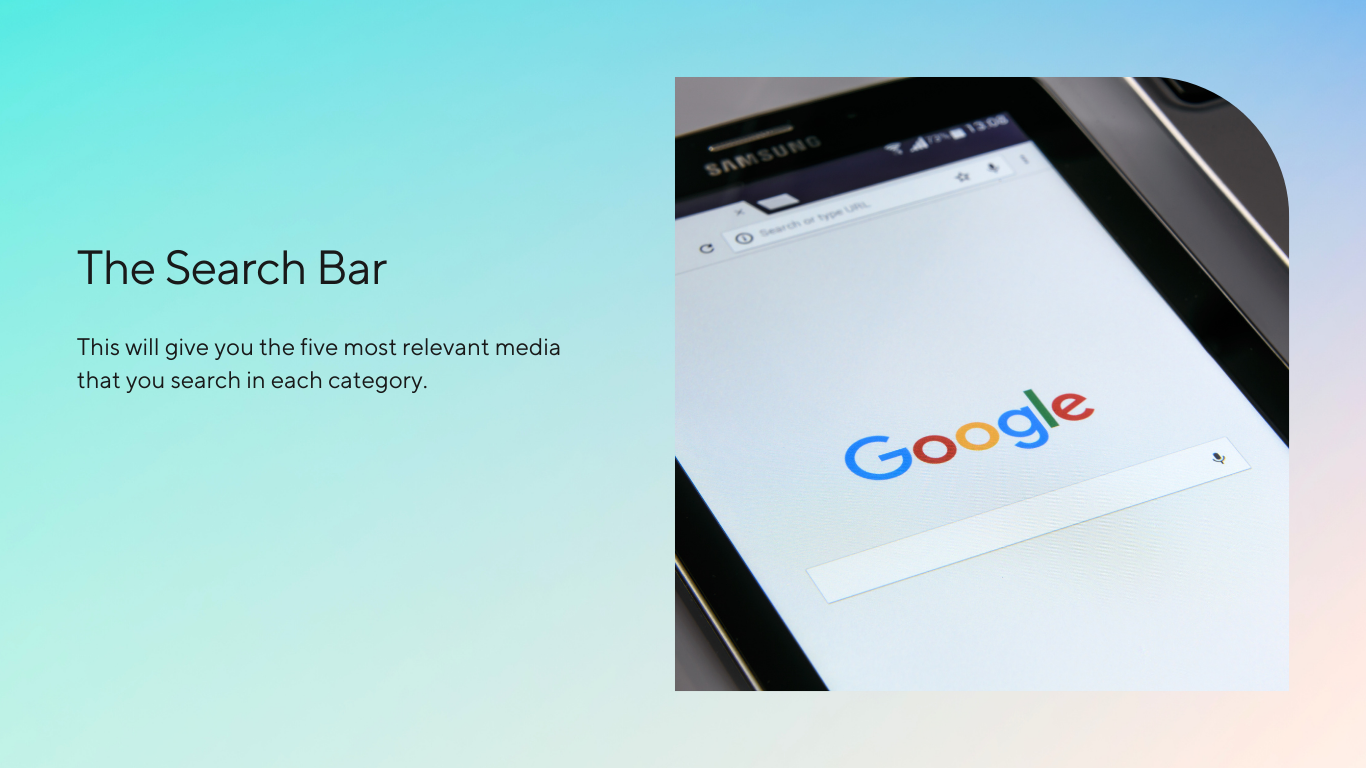 The Search Bar
This will give you the five most relevant media
that you search in each category.
SAMSUNG
13:08
Search or type URL
Google